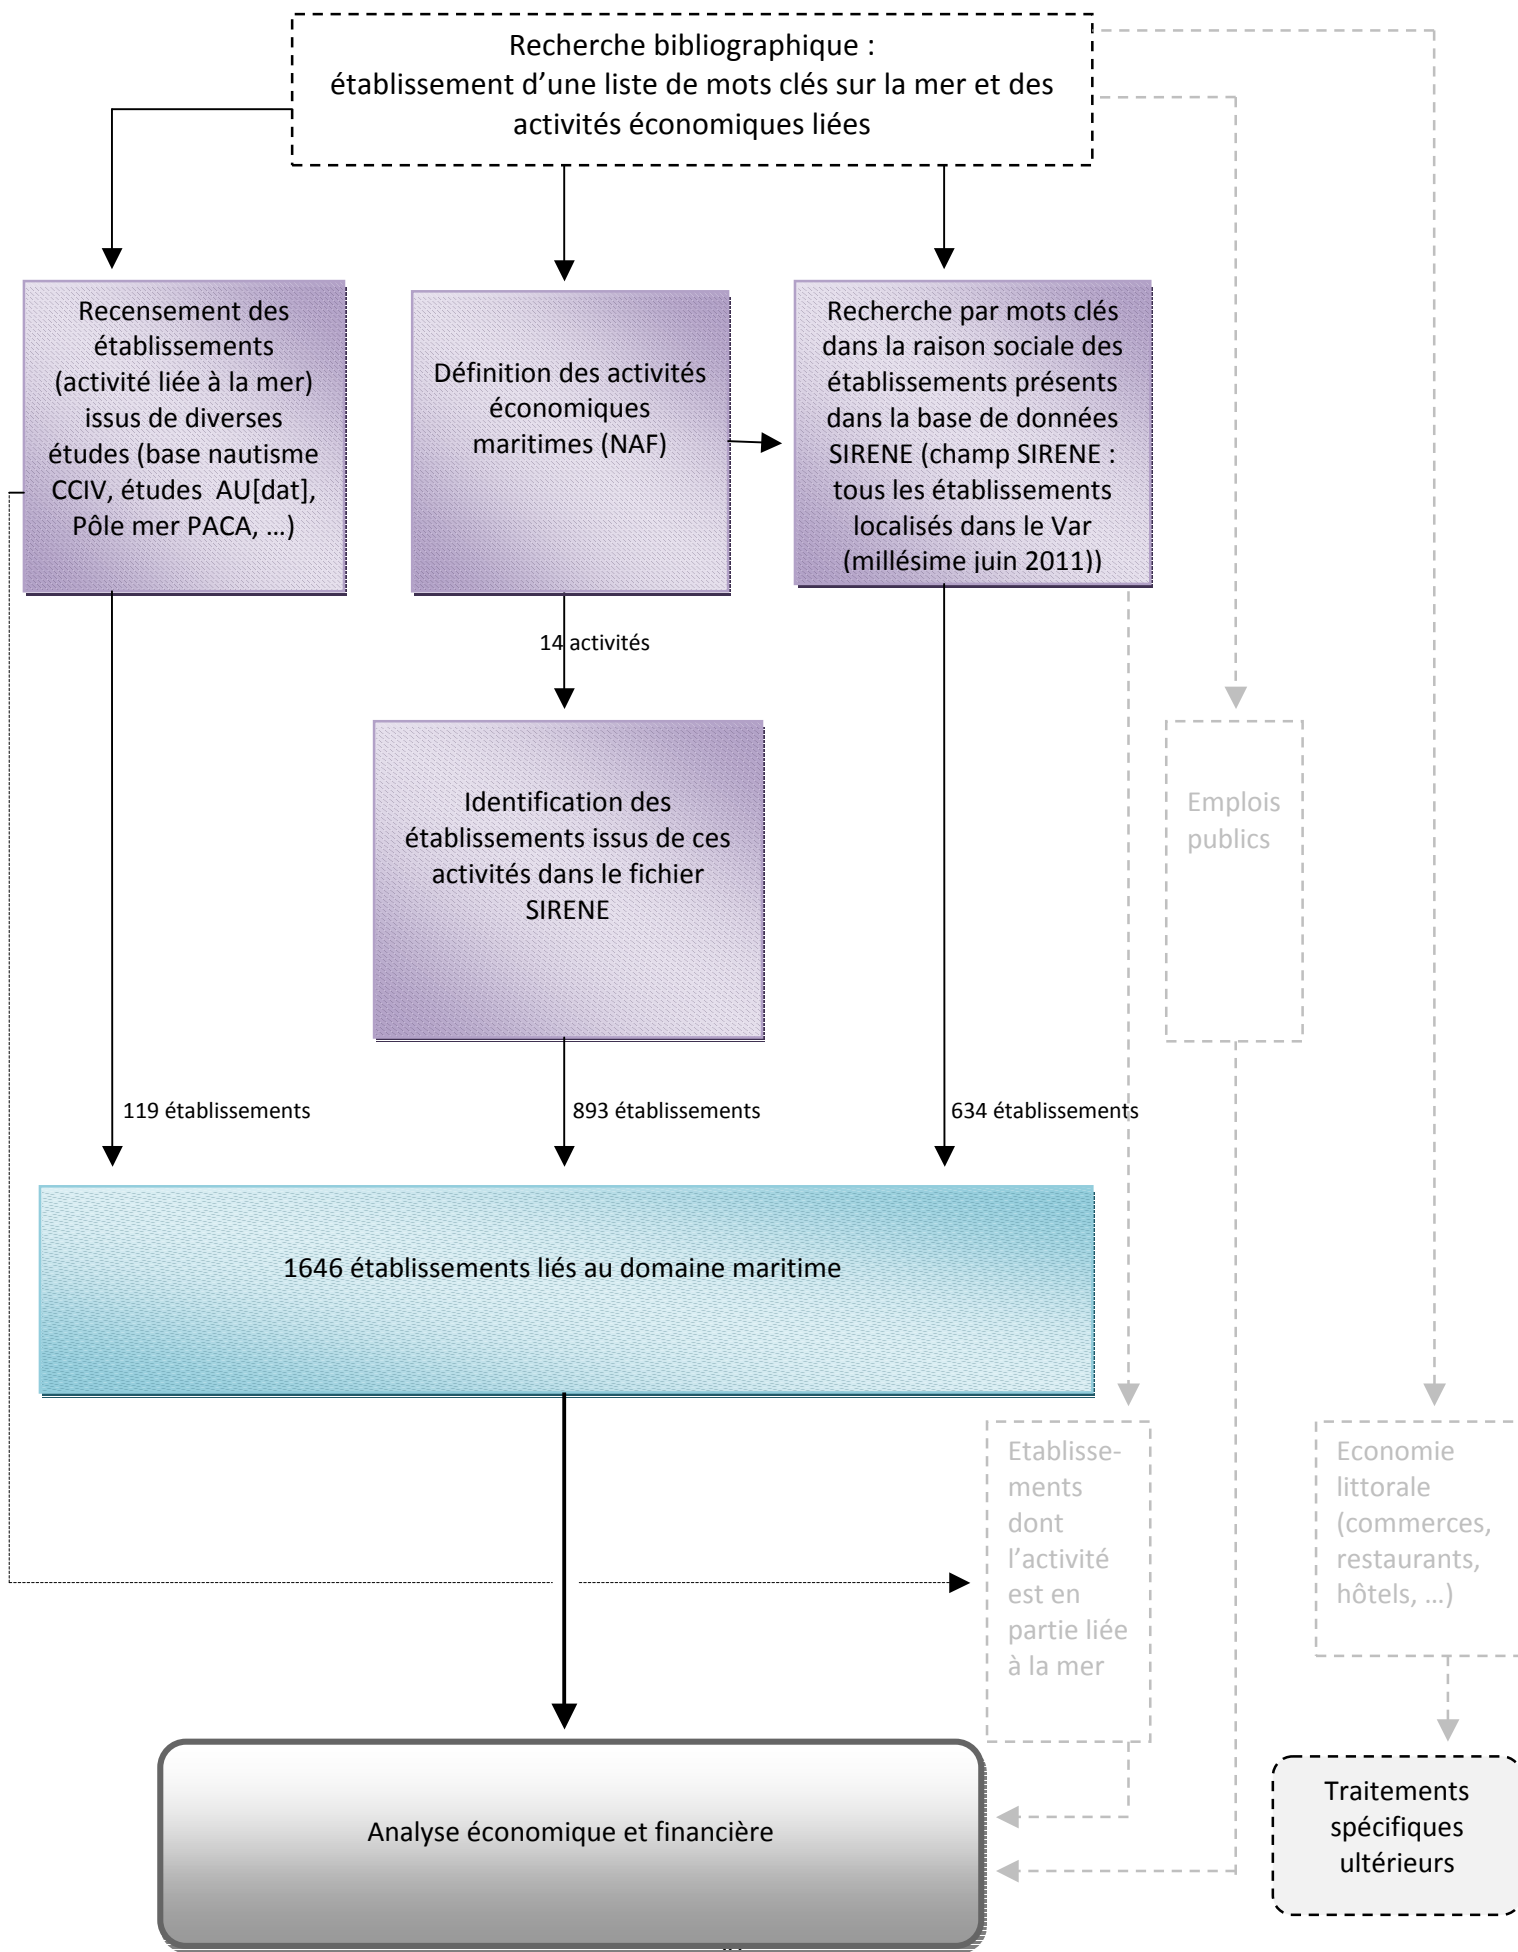 Recherche bibliographique :
établissement d’une liste de mots clés sur la mer et des
activités économiques liées
Recensement des
établissements
(activité liée à la mer)
issus de diverses
études (base nautisme
CCIV, études  AU[dat],
Pôle mer PACA, …)
Définition des activités
économiques
maritimes (NAF)
Recherche par mots clés
dans la raison sociale des
établissements présents
dans la base de données
SIRENE (champ SIRENE :
tous les établissements
localisés dans le Var
(millésime juin 2011))
14 activités
Identification des
établissements issus de ces
activités dans le fichier
SIRENE
Emplois
publics
119 établissements
893 établissements
634 établissements
1646 établissements liés au domaine maritime
Etablisse-
ments
dont
l’activité
est en
partie liée
à la mer
Economie
littorale
(commerces,
restaurants,
hôtels, …)
Analyse économique et financière
Traitements
spécifiques
ultérieurs